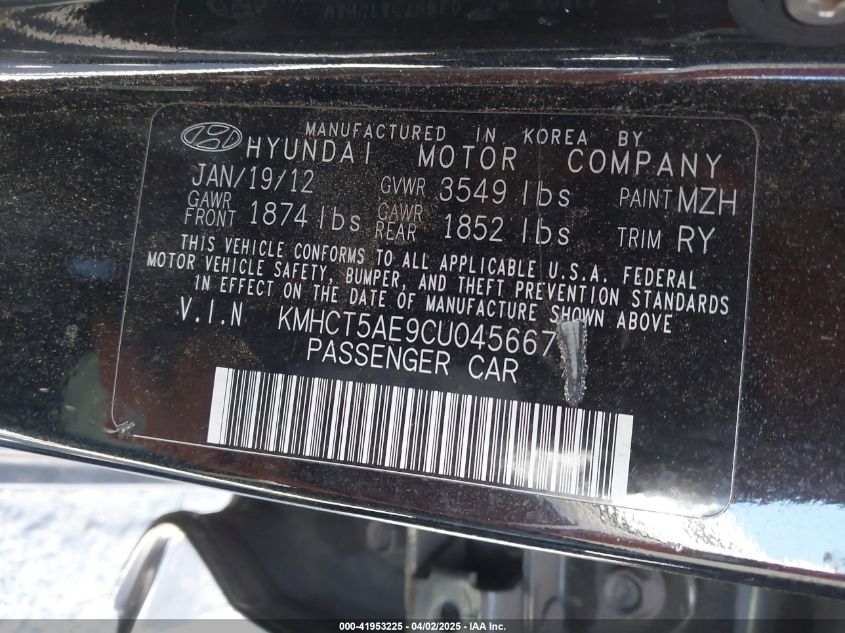 MANUFACTURED IN KOREA BY
HYUNDAI MOTOR COMPANY
JAN/19/12 GVWR 3549 lbs PAINT MZH
GAWR FRONT 1874 lbs GAWR REAR 1852 lbs TRIM RY
THIS VEHICLE CONFORMS TO ALL APPLICABLE U.S.A. FEDERAL
MOTOR VEHICLE SAFETY, BUMPER, AND THEFT PREVENTION STANDARDS
IN EFFECT ON THE DATE OF MANUFACTURE SHOWN ABOVE
V.I.N KMHCT5AE9CU045667
PASSENGER CAR
000-41953225 - 04/02/2025 - IAA Inc.